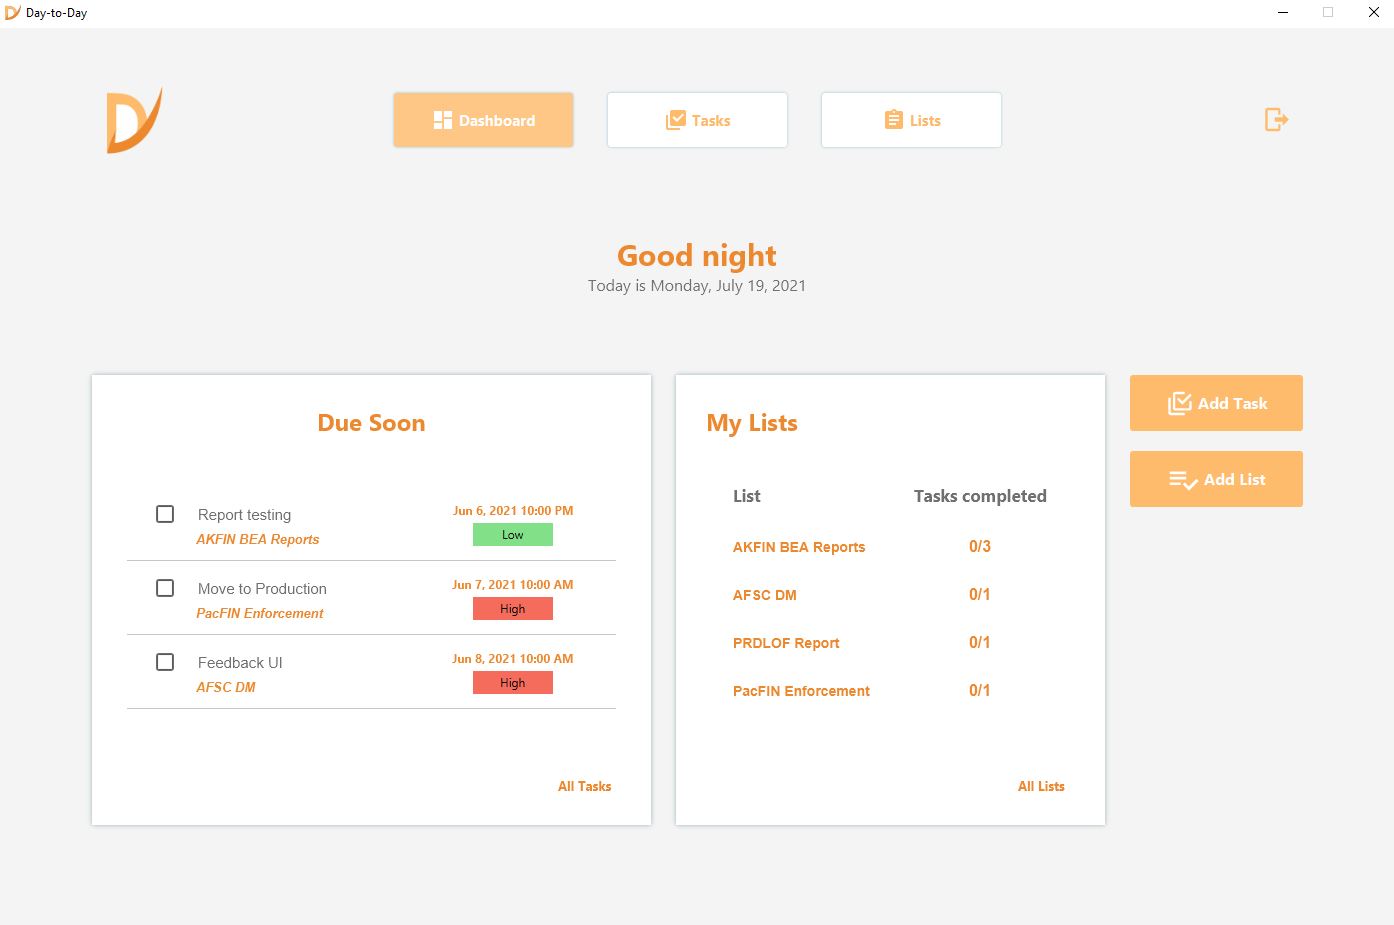 Day-to-Day
Dashboard
Tasks
Lists
Good night
Today is Monday, July 19, 2021
Due Soon
Report testing
Jun 6, 2021 10:00 PM
AKFIN BEA Reports
Low
Move to Production
Jun 7, 2021 10:00 AM
PacFIN Enforcement
High
Feedback UI
Jun 8, 2021 10:00 AM
AFSC DM
High
All Tasks
My Lists
List
Tasks completed
AKFIN BEA Reports
0/3
AFSC DM
0/1
PRDLOF Report
0/1
PacFIN Enforcement
0/1
All Lists
Add Task
Add List